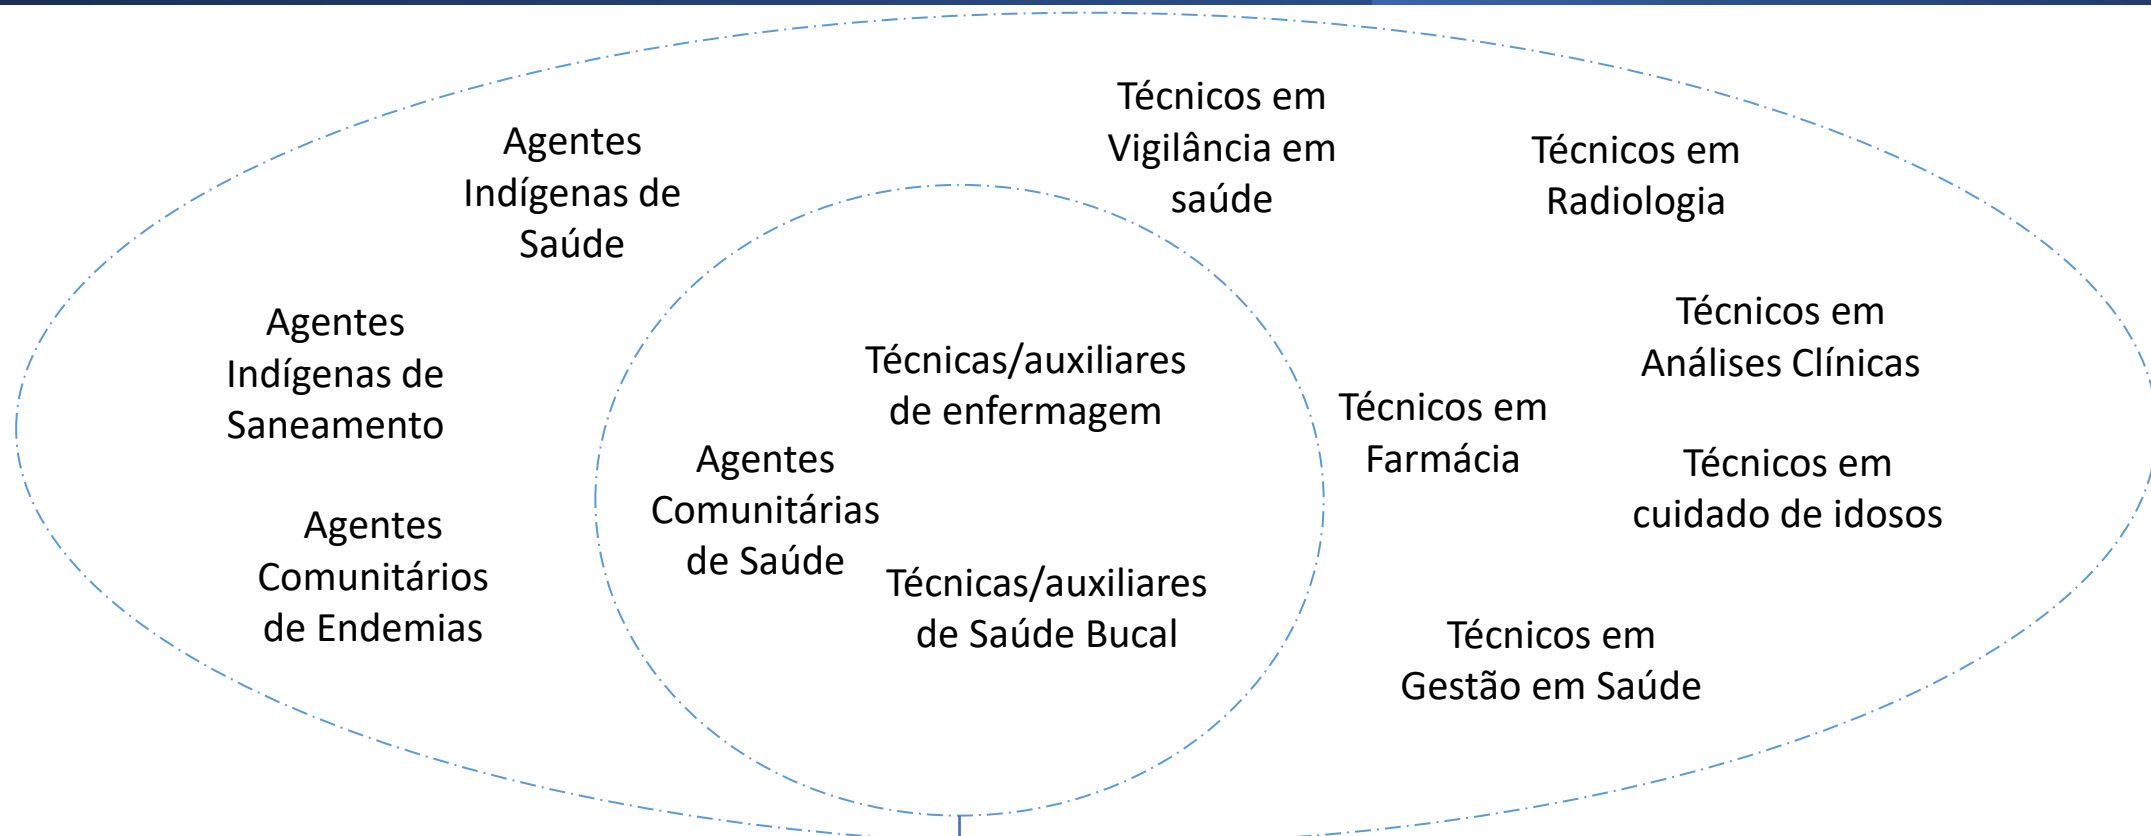 Agentes
Indígenas de
Saúde
Técnicos em
Vigilância em
saúde
Técnicos em
Radiologia
Agentes
Indígenas de
Saneamento
Técnicas/auxiliares
de enfermagem
Técnicos em
Análises Clínicas
Técnicos em
Farmácia
Agentes
Comunitárias
de Saúde
Técnicos em
cuidado de idosos
Agentes
Comunitários
de Endemias
Técnicas/auxiliares
de Saúde Bucal
Técnicos em
Gestão em Saúde